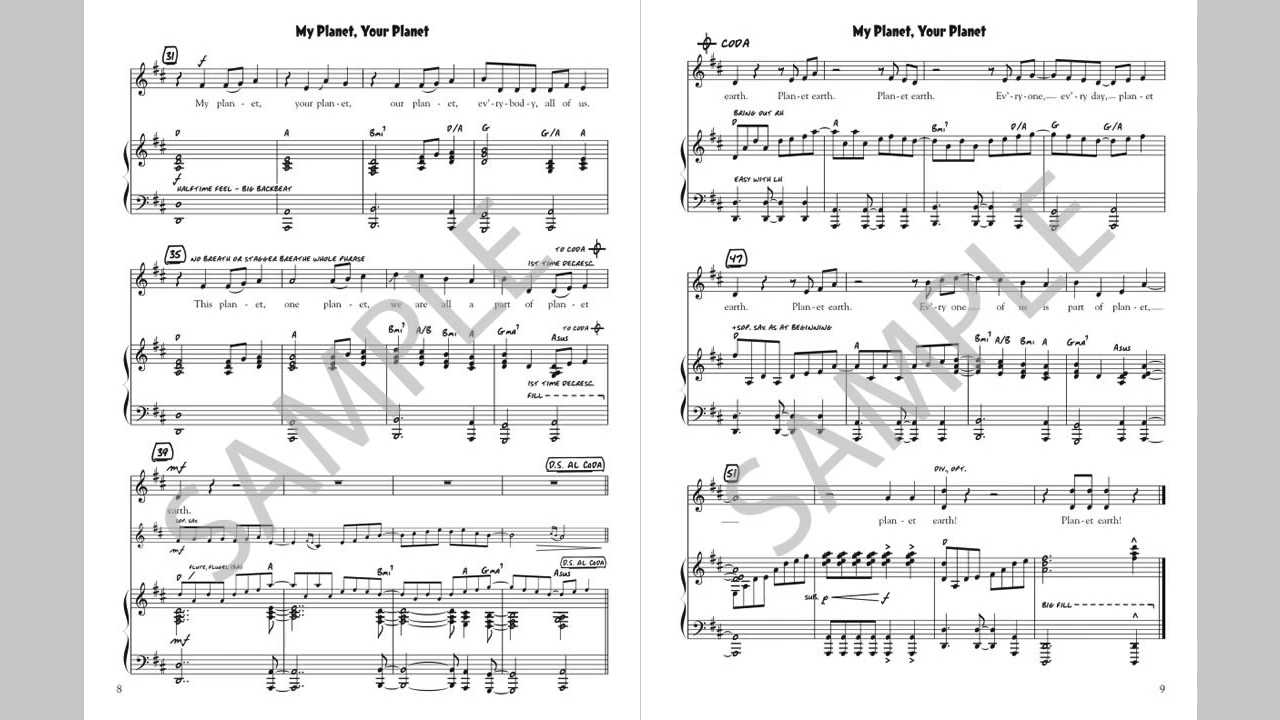 My Planet, Your Planet
31
f
My plan - et, your plan - et, our plan - et, ev'-ry-bod-y, all of us.
D A Bmi7 D/A G G/A A
f
HALFTIME FEEL – BIG BACKBEAT
35 NO BREATH OR STAGGER BREATHE WHOLE PHRASE
TO CODA
1ST TIME DECRESC.
This plan - et, one plan - et, we are all a part of plan - et
TO CODA
D A Bmi7 A/B Bmi A Gma7 Asus
1ST TIME DECRESC.
FILL
39
mf
D.S. AL CODA
earth.
SOP. SAX
mf
D.S. AL CODA
D A Bmi7 A Gma7 Asus
mf
8
My Planet, Your Planet
CODA
earth. Plan-et earth. Plan-et earth. Ev'-ry-one,— ev'-ry day,— plan-et
BRING OUT RH
D A Bmi7 D/A G G/A
EASY WITH LH
47
earth. Plan-et earth. Ev'-ry one— of us is part of plan-et,—
+SOP. SAX AS AT BEGINNING
D A Bmi7 A/B Bmi A Gma7 Asus
51
DIV., OPT.
plan - et earth! Plan-et earth!
D
SUB. p f
BIG FILL
9
SAMPLE
SAMPLE